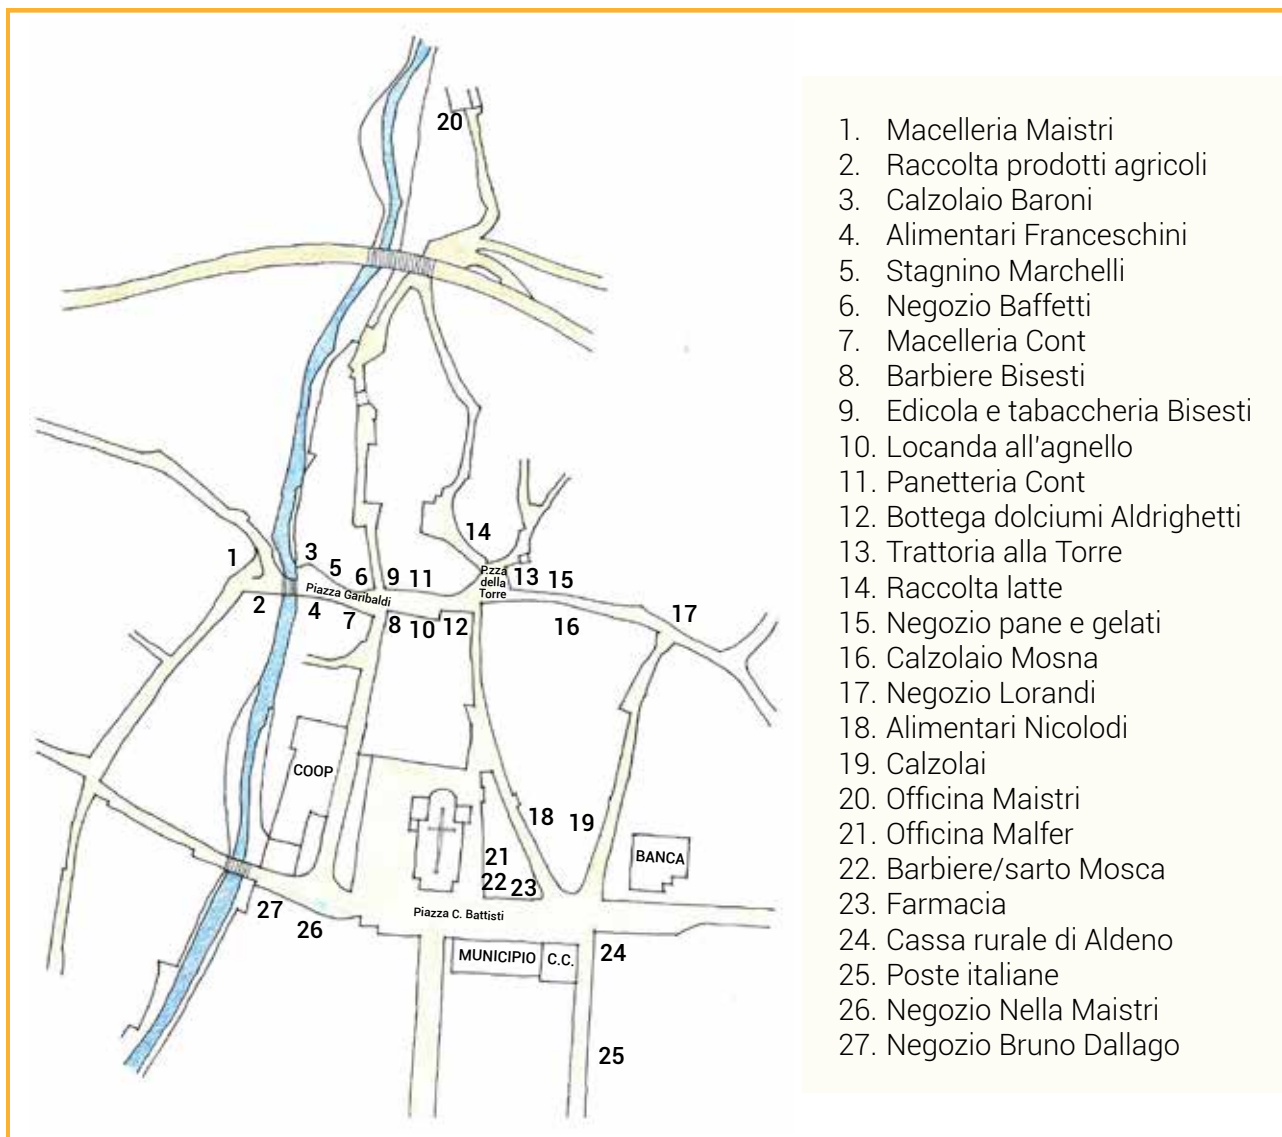 20
1
3
5
6
9
11
14
P.zza
della
Torre
13
15
17
2
Piazza Garibaldi
4
7
8
10
12
16
COOP
18
19
21
22
23
BANCA
27
26
Piazza C. Battisti
MUNICIPIO
C.C.
24
25
1. Macelleria Maistri
2. Raccolta prodotti agricoli
3. Calzolaio Baroni
4. Alimentari Franceschini
5. Stagnino Marchelli
6. Negozio Baffetti
7. Macelleria Cont
8. Barbiere Bisesti
9. Edicola e tabaccheria Bisesti
10. Locanda all'agnello
11. Panetteria Cont
12. Bottega dolciumi Aldrighetti
13. Trattoria alla Torre
14. Raccolta latte
15. Negozio pane e gelati
16. Calzolaio Mosna
17. Negozio Lorandi
18. Alimentari Nicolodi
19. Calzolai
20. Officina Maistri
21. Officina Malfer
22. Barbiere/sarto Mosca
23. Farmacia
24. Cassa rurale di Aldeno
25. Poste italiane
26. Negozio Nella Maistri
27. Negozio Bruno Dallago